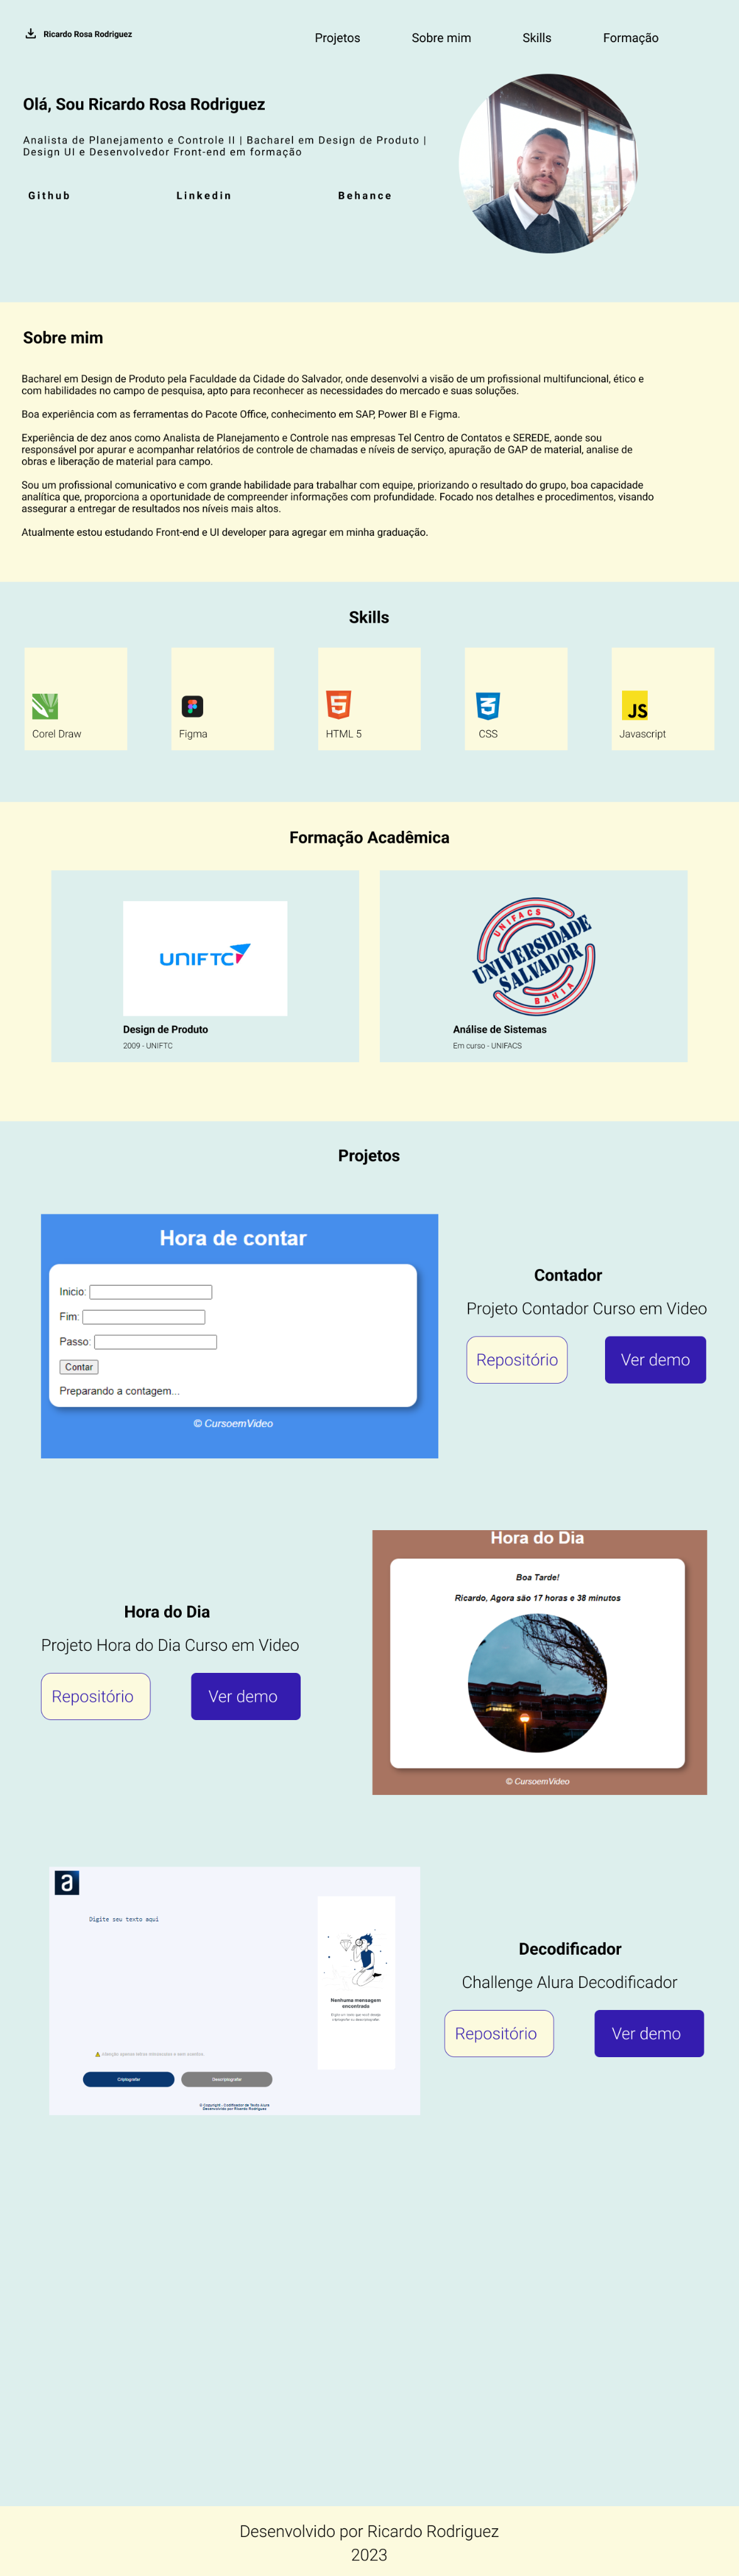 Ricardo Rosa Rodriguez
Projetos
Sobre mim
Skills
Formação
Olá, Sou Ricardo Rosa Rodriguez
Analista de Planejamento e Controle II | Bacharel em Design de Produto |
Design UI e Desenvolvedor Front-end em formação
Github
Linkedin
Behance
Sobre mim
Bacharel em Design de Produto pela Faculdade da Cidade do Salvador, onde desenvolvi a visão de um profissional multifuncional, ético e
com habilidades no campo de pesquisa, apto para reconhecer as necessidades do mercado e suas soluções.
Boa experiência com as ferramentas do Pacote Office, conhecimento em SAP, Power BI e Figma.
Experiência de dez anos como Analista de Planejamento e Controle nas empresas Tel Centro de Contatos e SEREDE, aonde sou
responsável por apurar e acompanhar relatórios de controle de chamadas e níveis de serviço, apuração de GAP de material, analise de
obras e liberação de material para campo.
Sou um profissional comunicativo e com grande habilidade para trabalhar com equipe, priorizando o resultado do grupo, boa capacidade
analítica que, proporciona a oportunidade de compreender informações com profundidade. Focado nos detalhes e procedimentos, visando
assegurar a entregar de resultados nos níveis mais altos.
Atualmente estou estudando Front-end e UI developer para agregar em minha graduação.
Skills
5
3
JS
Corel Draw
Figma
HTML 5
CSS
Javascript
Formação Acadêmica
UNIFTC
UNIFACS
UNIVERSIDADE
SALVADOR
BAHIA
Design de Produto
2009 - UNIFTC
Análise de Sistemas
Em curso - UNIFACS
Projetos
Hora de contar
Inicio:
Fim:
Passo:
Contar
Preparando a contagem...
© CursoemVideo
Contador
Projeto Contador Curso em Video
Repositório
Ver demo
Hora do Dia
Projeto Hora do Dia Curso em Video
Repositório
Ver demo
Hora do Dia
Boa Tarde!
Ricardo, Agora são 17 horas e 38 minutos
© CursoemVideo
a
Digite seu texto aqui
Nenhuma mensagem
encontrada
Criptografar
Descriptografar
Desenvolvido por Ricardo Rodriguez
Decodificador
Challenge Alura Decodificador
Repositório
Ver demo
Desenvolvido por Ricardo Rodriguez
2023